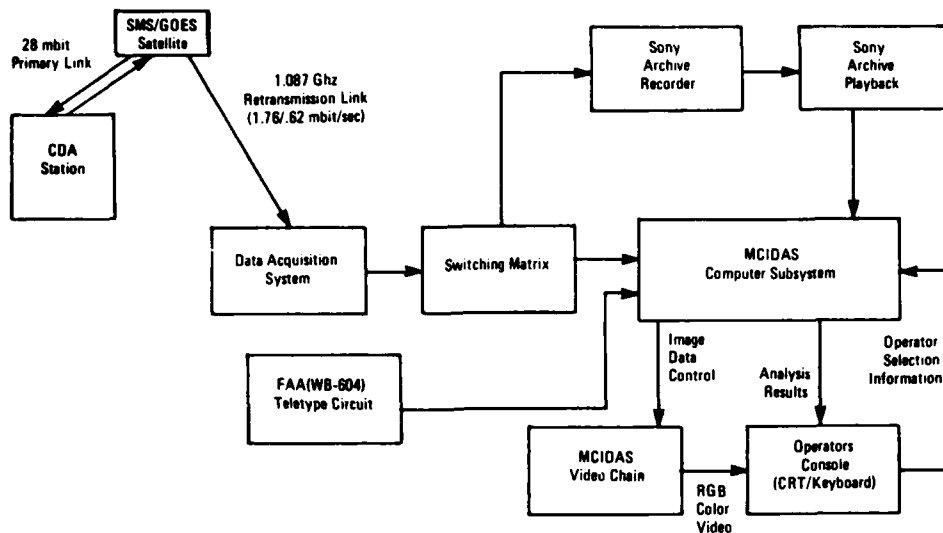 SMS/GOES
Satellite
28 mbit
Primary Link
CDA
Station
1.087 Ghz
Retransmission Link
(1.76/.62 mbit/sec)
Sony
Archive
Recorder
Sony
Archive
Playback
Data Acquisition
System
Switching Matrix
MCIDAS
Computer Subsystem
FAA(WB-604)
Teletype Circuit
Image
Data
Control
Analysis
Results
Operator
Selection
Information
MCIDAS
Video Chain
RGB
Color
Video
Operators
Console
(CRT/Keyboard)